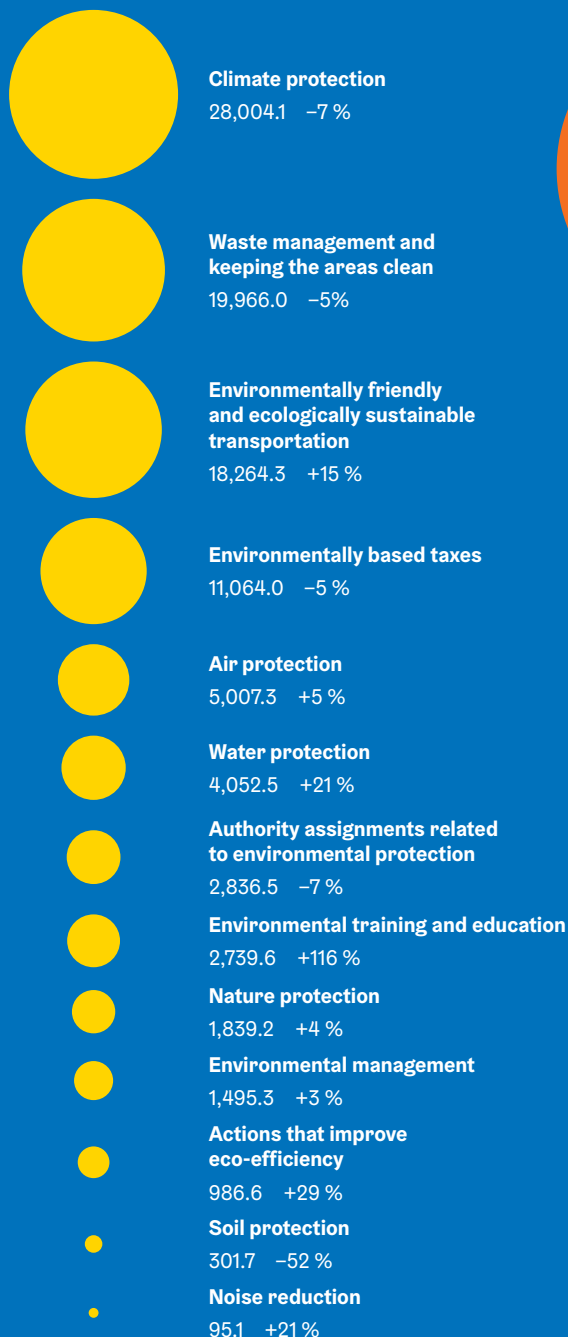 Climate protection
28,004.1 −7 %
Waste management and
keeping the areas clean
19,966.0 −5%
Environmentally friendly
and ecologically sustainable
transportation
18,264.3 +15 %
Environmentally based taxes
11,064.0 −5 %
Air protection
5,007.3 +5 %
Water protection
4,052.5 +21 %
Authority assignments related
to environmental protection
2,836.5 −7 %
Environmental training and education
2,739.6 +116 %
Nature protection
1,839.2 +4 %
Environmental management
1,495.3 +3 %
Actions that improve
eco-efficiency
986.6 +29 %
Soil protection
301.7 −52 %
Noise reduction
95.1 +21 %